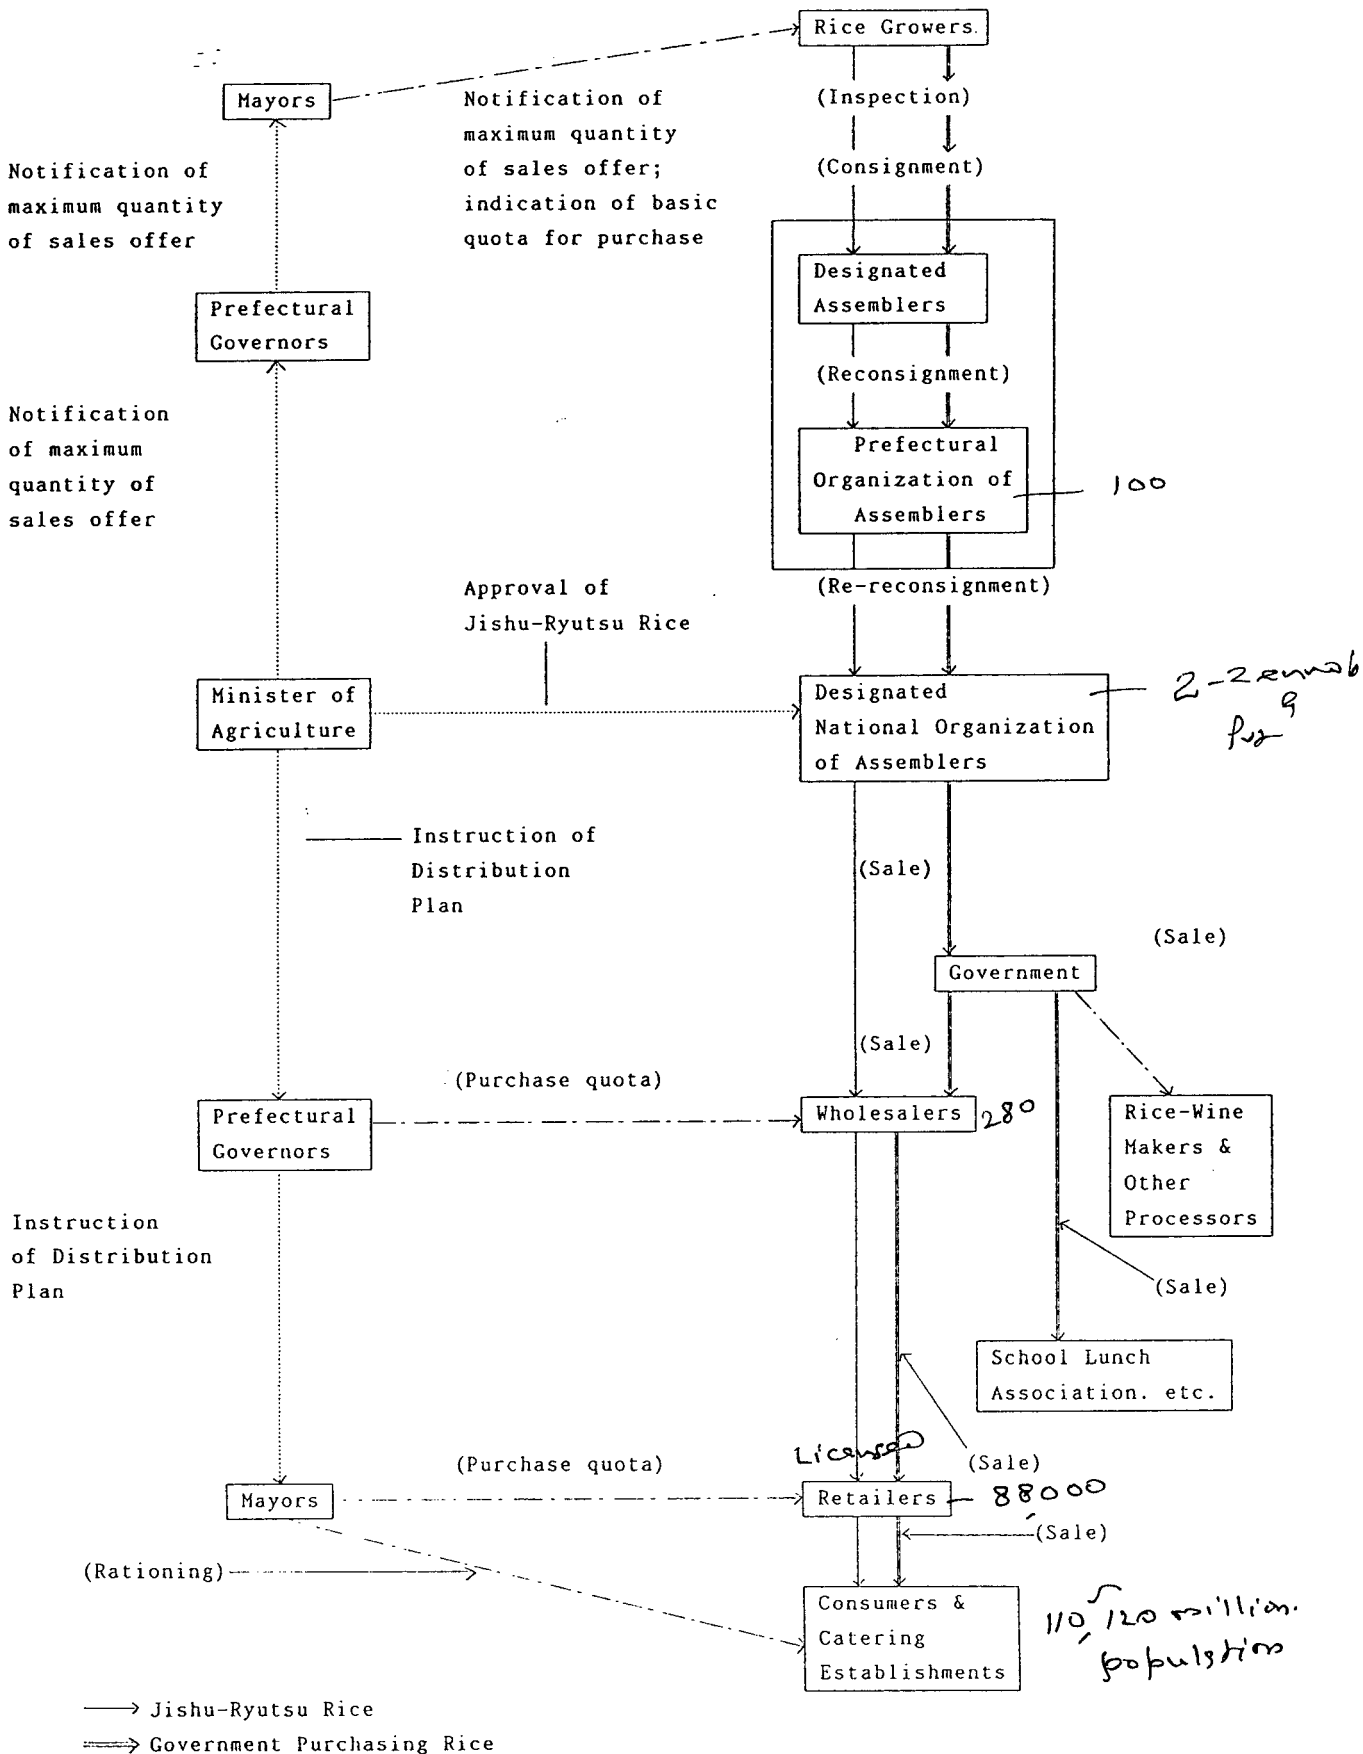 Rice Growers.
Mayors
Notification of
maximum quantity
of sales offer;
indication of basic
quota for purchase
(Inspection)
(Consignment)
Notification of
maximum quantity
of sales offer
Designated
Assemblers
Prefectural
Governors
(Reconsignment)
Notification
of maximum
quantity of
sales offer
Prefectural
Organization of
Assemblers
100
Approval of
Jishu-Ryutsu Rice
(Re-reconsignment)
Minister of
Agriculture
Designated
National Organization
of Assemblers
2-
Instruction of
Distribution
Plan
(Sale)
(Sale)
Government
(Sale)
(Purchase quota)
Prefectural
Governors
Wholesalers
280
Rice-Wine
Makers &
Other
Processors
Instruction
of Distribution
Plan
(Sale)
School Lunch
Association. etc.
Licensed
(Purchase quota)
(Sale)
Mayors
Retailers
88,000
(Sale)
(Rationing)
Consumers &
Catering
Establishments
110, 120 million.
population
Jishu-Ryutsu Rice
Government Purchasing Rice